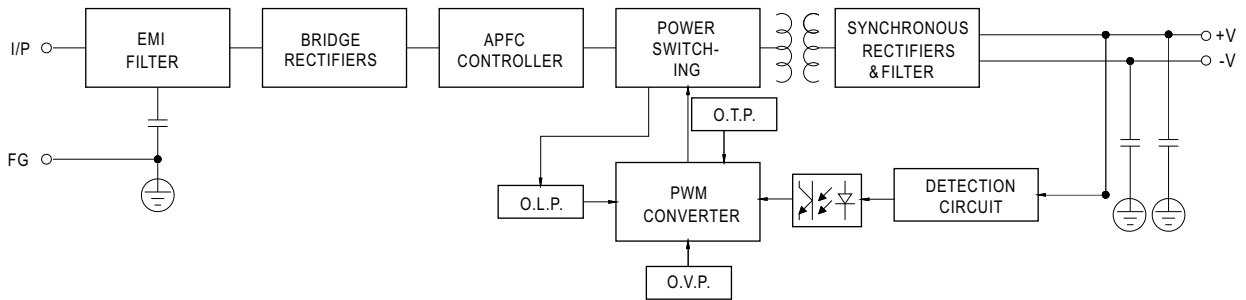 I/P
EMI
FILTER
BRIDGE
RECTIFIERS
APFC
CONTROLLER
POWER
SWITCH-
ING
SYNCHRONOUS
RECTIFIERS
&FILTER
+V
-V
O.T.P.
FG
O.L.P.
PWM
CONVERTER
DETECTION
CIRCUIT
O.V.P.